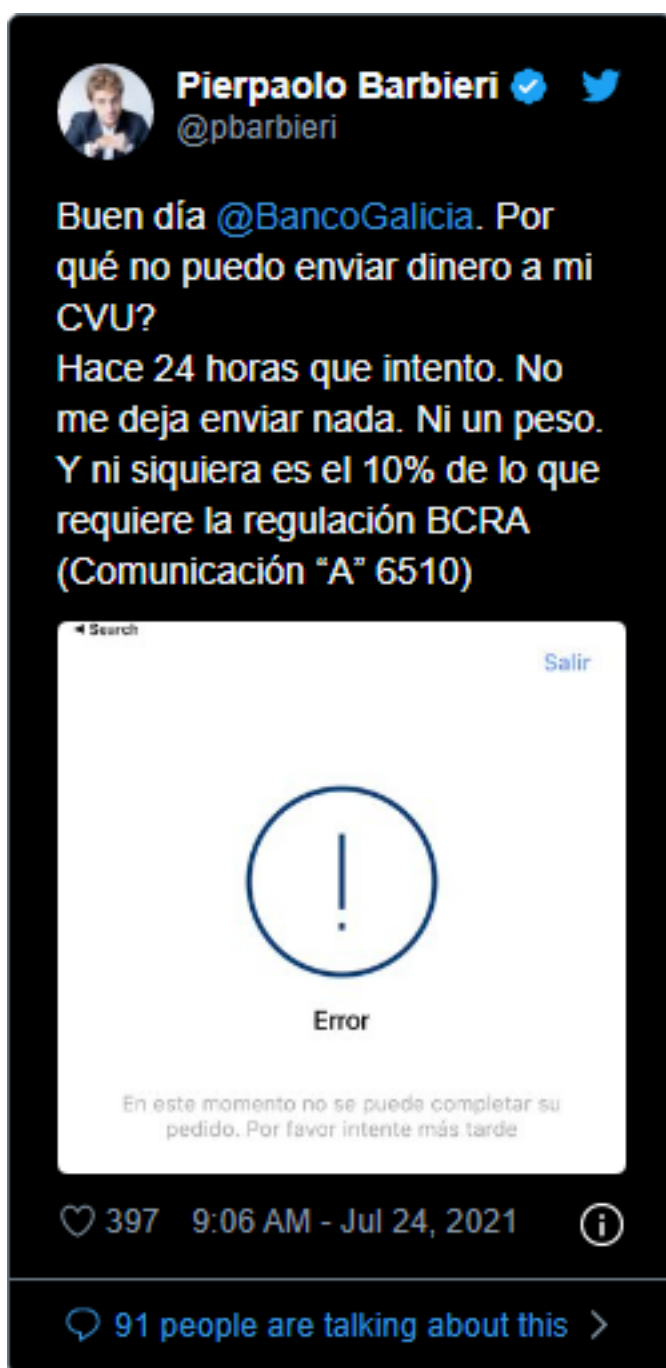 Pierpaolo Barbieri
@pbarbieri
Buen día @BancoGalicia. Por
qué no puedo enviar dinero a mi
CVU?
Hace 24 horas que intento. No
me deja enviar nada. Ni un peso.
Y ni siquiera es el 10% de lo que
requiere la regulación BCRA
(Comunicación “A” 6510)
◂ Search
Salir
!
Error
En este momento no se puede completar su
pedido. Por favor intente más tarde
397 9:06 AM - Jul 24, 2021
91 people are talking about this